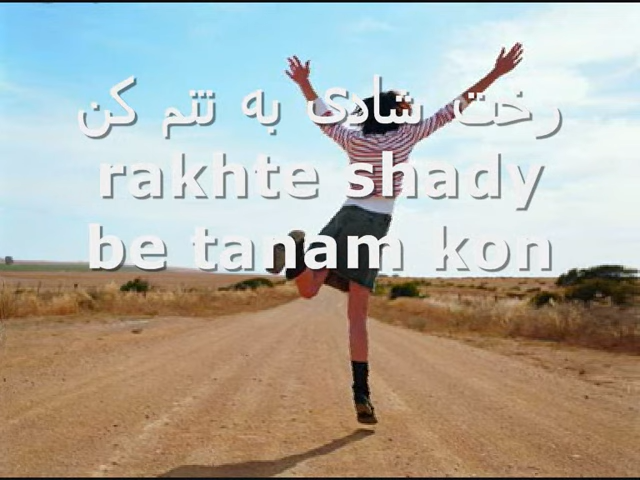 رخت شادی به تنم کن
rakhte shady
be tanam kon